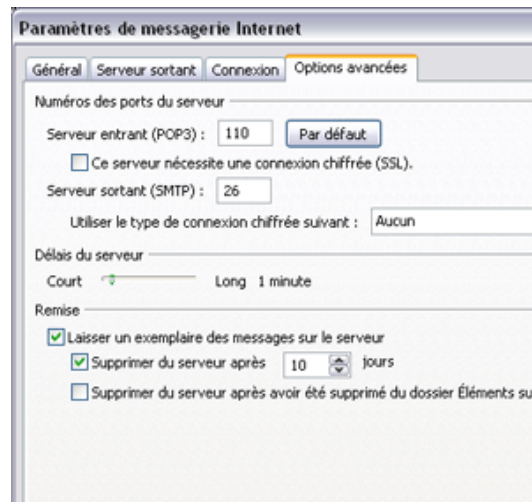 Paramètres de messagerie Internet
Général Serveur sortant Connexion Options avancées
Numéros des ports du serveur
Serveur entrant (POP3) : 110 Par défaut
Ce serveur nécessite une connexion chiffrée (SSL).
Serveur sortant (SMTP) : 26
Utiliser le type de connexion chiffrée suivant : Aucun
Délais du serveur
Court Long 1 minute
Remise
Laisser un exemplaire des messages sur le serveur
Supprimer du serveur après 10 jours
Supprimer du serveur après avoir été supprimé du dossier Éléments su